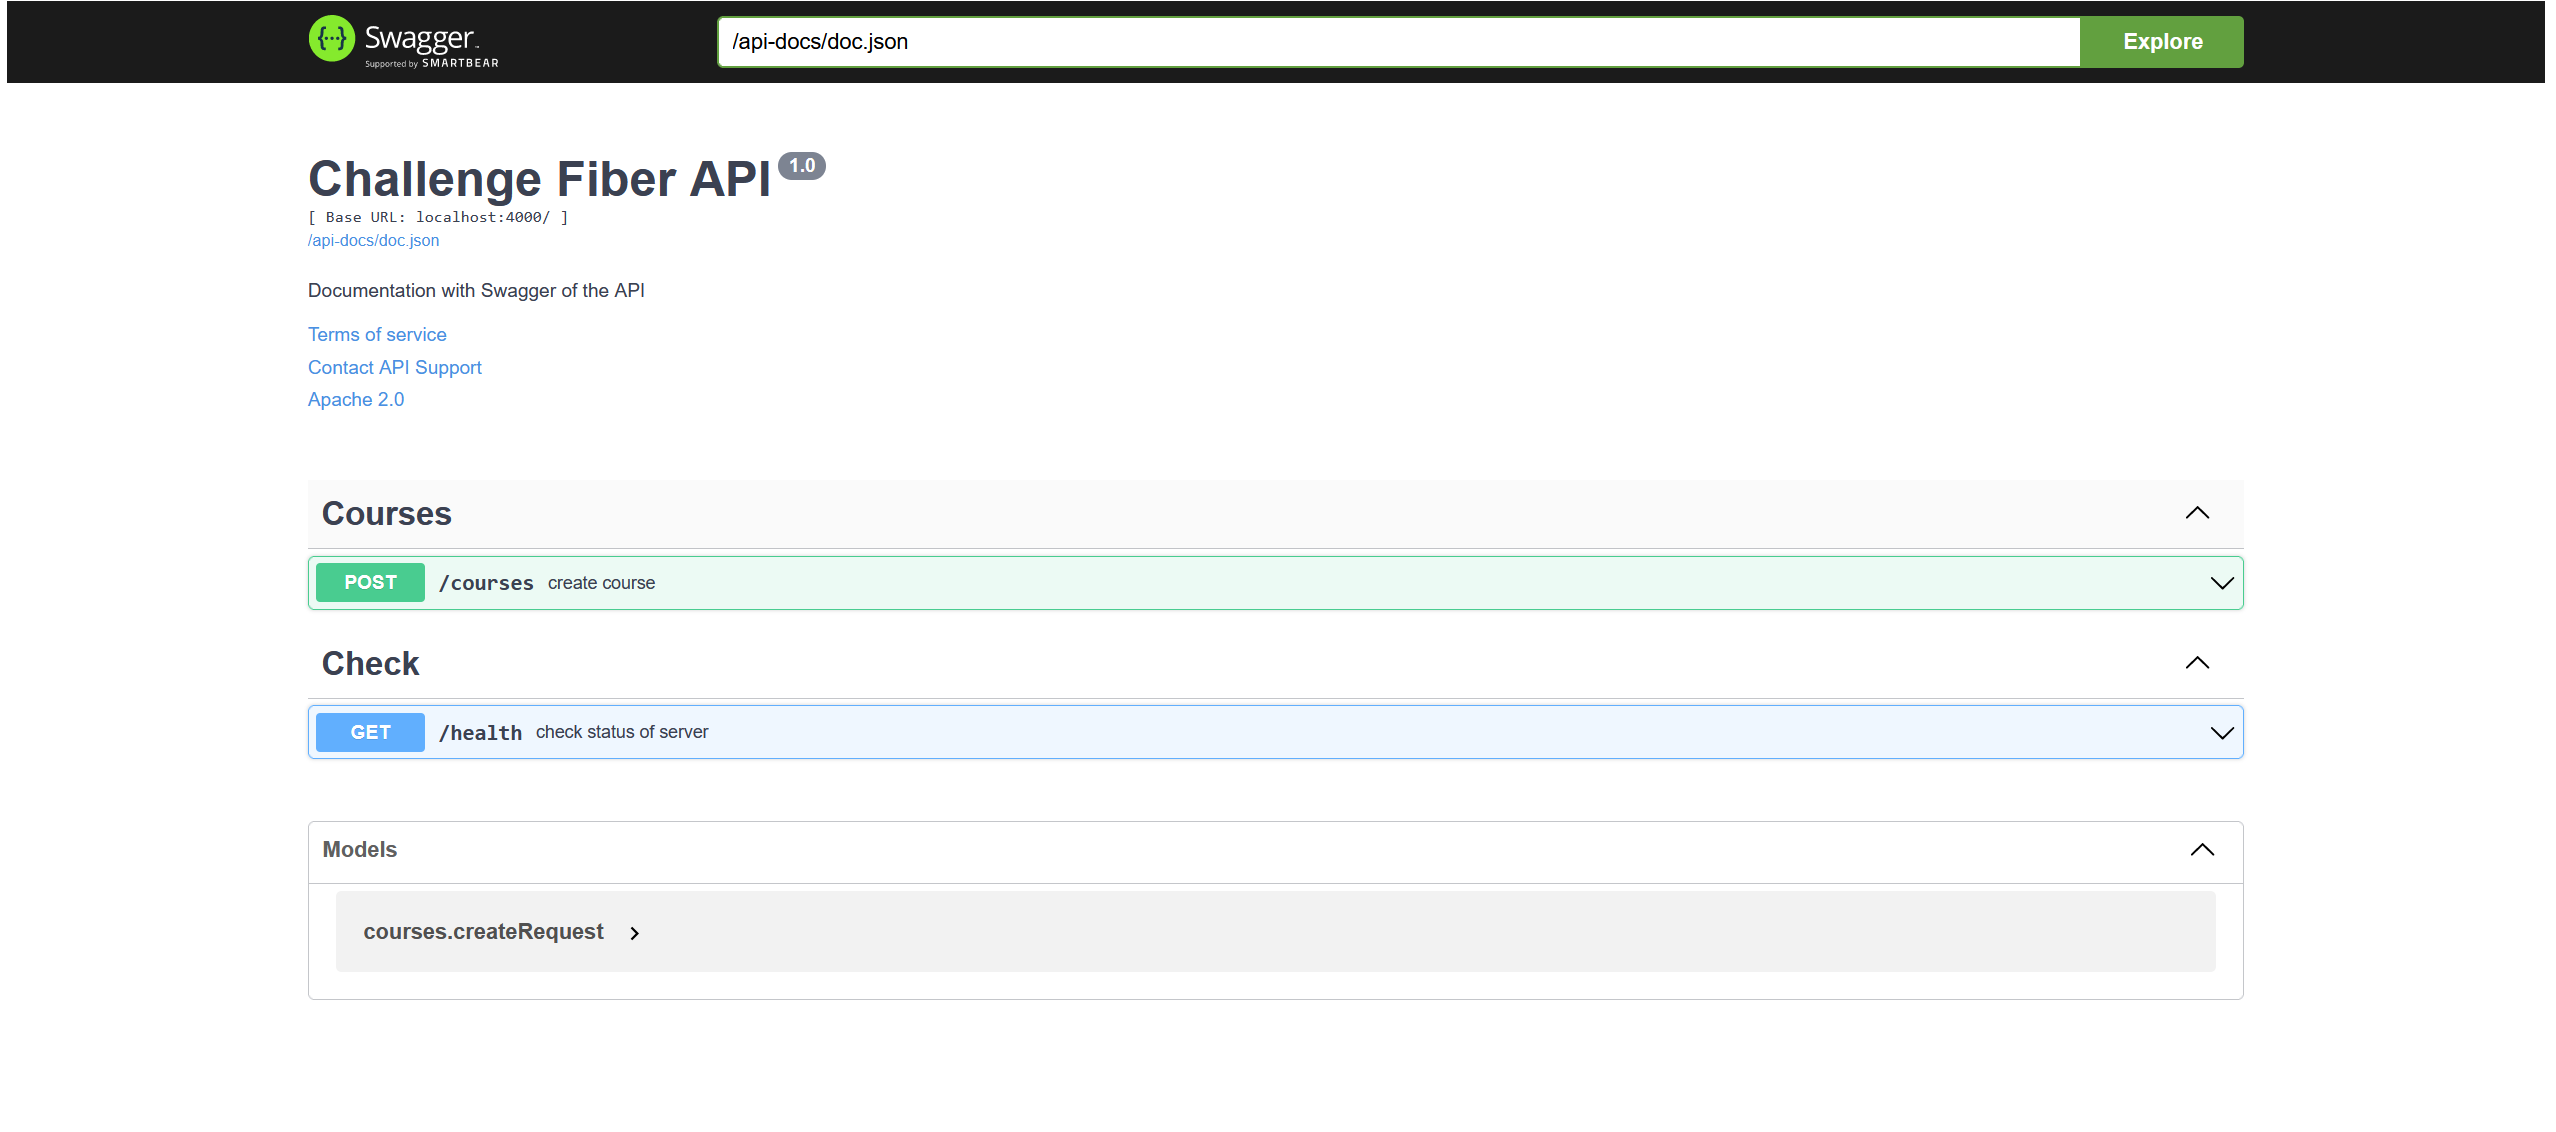 {···} Swagger™
Supported by SMARTBEAR
/api-docs/doc.json
Explore
Challenge Fiber API 1.0
[ Base URL: localhost:4000/ ]
/api-docs/doc.json
Documentation with Swagger of the API
Terms of service
Contact API Support
Apache 2.0
Courses
POST /courses create course
Check
GET /health check status of server
Models
courses.createRequest